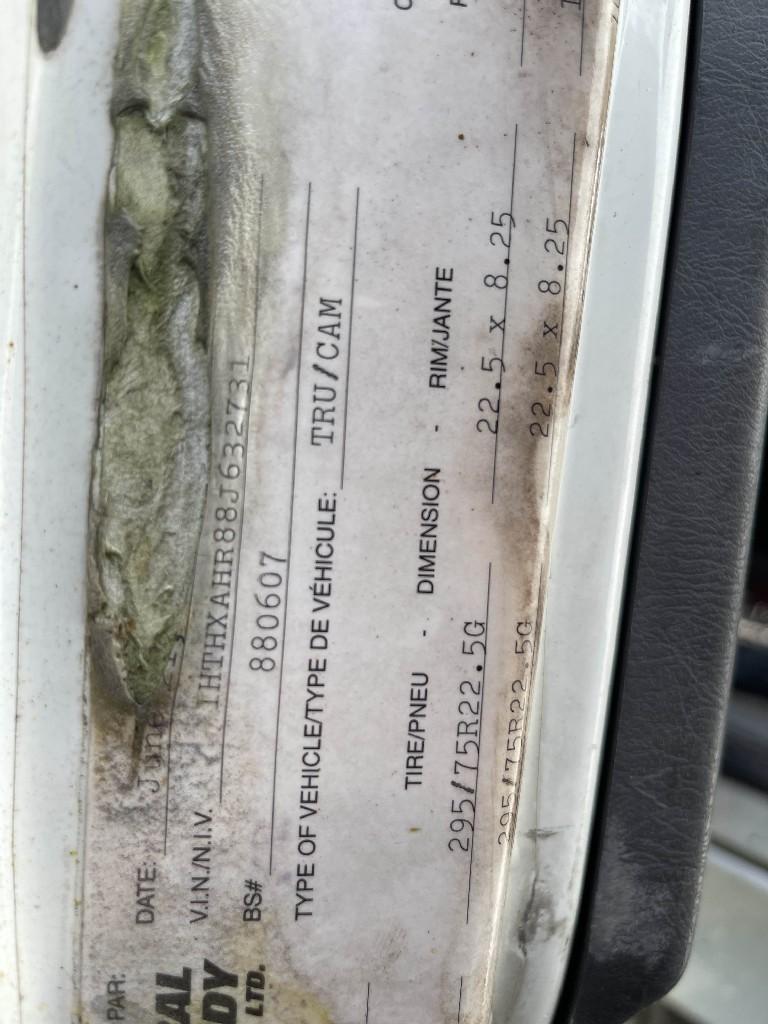 PAR:
AL
DY
LTD.
DATE: June
V.I.N./N.I.V. 1HTHXAHR88J632731
BS# 880607
TYPE OF VEHICLE/TYPE DE VÉHICULE: TRU/CAM
TIRE/PNEU - DIMENSION - RIM/JANTE
295/75R22.5G 22.5 x 8.25
295/75R22.5G 22.5 x 8.25